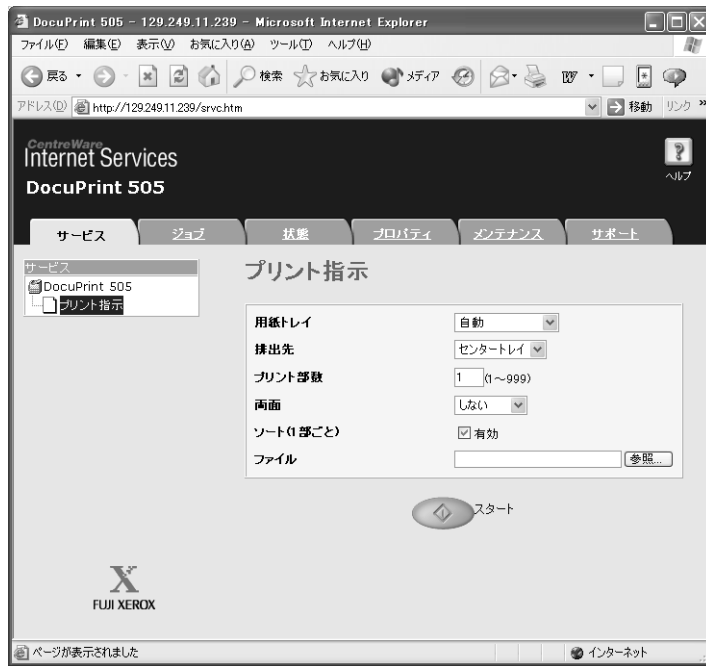 DocuPrint 505 - 129.249.11.239 - Microsoft Internet Explorer
ファイル(F) 編集(E) 表示(V) お気に入り(A) ツール(T) ヘルプ(H)
戻る 検索 お気に入り メディア
アドレス(D) http://129.249.11.239/srvc.htm 移動 リンク »
CentreWare
Internet Services
DocuPrint 505
ヘルプ
サービス ジョブ 状態 プロパティ メンテナンス サポート
サービス
DocuPrint 505
プリント指示
プリント指示
用紙トレイ 自動
排出先 センタートレイ
プリント部数 1 (1～999)
両面 しない
ソート(1部ごと) 有効
ファイル 参照...
スタート
X
FUJI XEROX
ページが表示されました インターネット